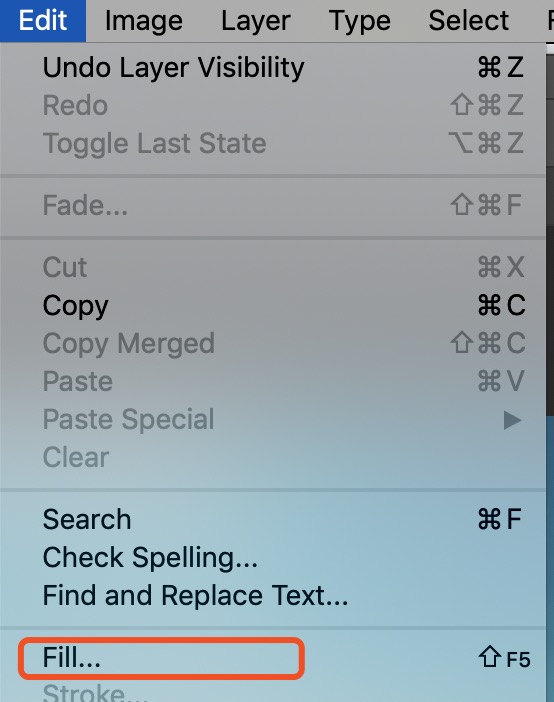 Edit Image Layer Type Select
Undo Layer Visibility ⌘Z
Redo ⇧⌘Z
Toggle Last State ⌥⌘Z
Fade... ⇧⌘F
Cut ⌘X
Copy ⌘C
Copy Merged ⇧⌘C
Paste ⌘V
Paste Special ▶
Clear
Search ⌘F
Check Spelling...
Find and Replace Text...
Fill... ⇧F5
Stroke...